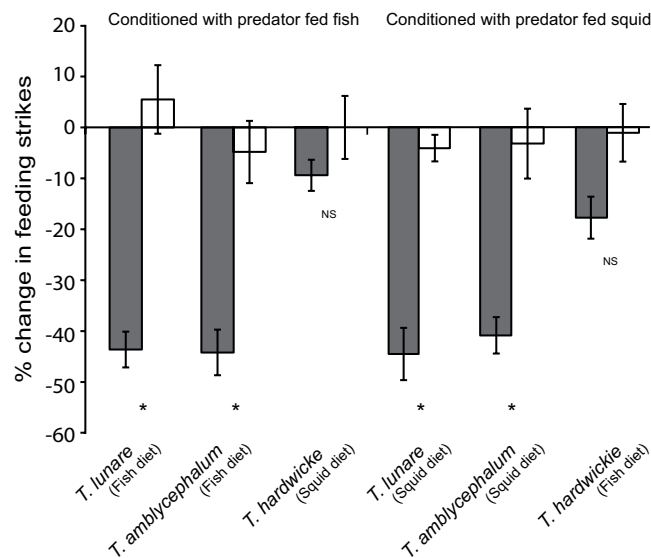 Conditioned with predator fed fish
Conditioned with predator fed squid
% change in feeding strikes
20
10
0
-10
-20
-30
-40
-50
-60
NS
NS
*
*
*
*
T. lunare
(Fish diet)
T. amblycephalum
(Fish diet)
T. hardwicke
(Squid diet)
T. lunare
(Squid diet)
T. amblycephalum
(Squid diet)
T. hardwickie
(Fish diet)